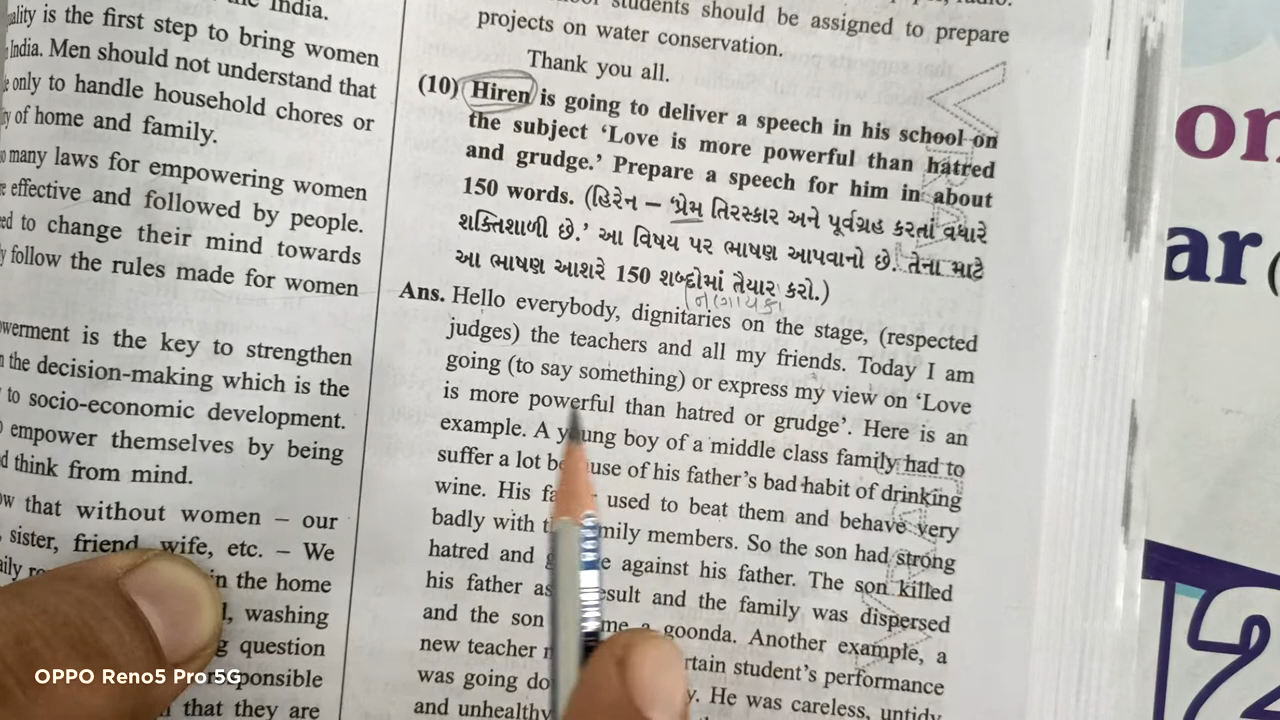 India.
ality is the first step to bring women
India. Men should not understand that
only to handle household chores or
of home and family.
many laws for empowering women
effective and followed by people.
ed to change their mind towards
follow the rules made for women
werment is the key to strengthen
the decision-making which is the
to socio-economic development.
empower themselves by being
d think from mind.
ow that without women – our
sister, friend, wife, etc. – We
in the home
washing
question
responsible
that they are
students should be assigned to prepare
projects on water conservation.
Thank you all.
(10) Hiren is going to deliver a speech in his school on
the subject ‘Love is more powerful than hatred
and grudge.’ Prepare a speech for him in about
150 words. (હિરેન – ‘પ્રેમ તિરસ્કાર અને પૂર્વગ્રહ કરતાં વધારે
શક્તિશાળી છે.’ આ વિષય પર ભાષણ આપવાનો છે. તેના માટે
આ ભાષણ આશરે 150 શબ્દોમાં તૈયાર કરો.)
Ans. Hello everybody, dignitaries on the stage, (respected
judges) the teachers and all my friends. Today I am
going (to say something) or express my view on ‘Love
is more powerful than hatred or grudge’. Here is an
example. A young boy of a middle class family had to
suffer a lot because of his father’s bad habit of drinking
wine. His used to beat them and behave very
badly with family members. So the son had strong
hatred and against his father. The son killed
his father as result and the family was dispersed
and the son a goonda. Another example, a
new teacher student’s performance
was going He was careless, untidy
and unhealthy
on
ar (
2
OPPO Reno5 Pro 5G